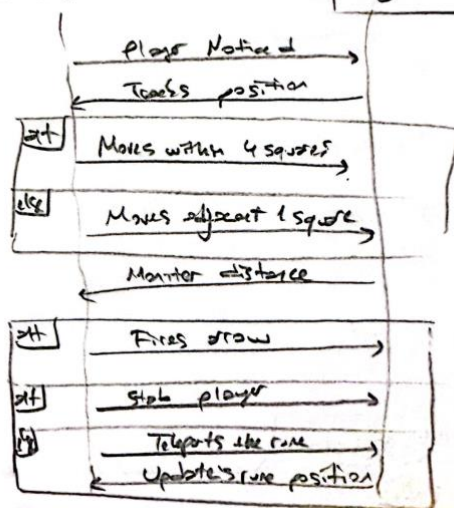 Player Noticed
Tracks position
alt
Moves within 4 squares
else
Moves adjacent 1 square
Monitor distance
alt
Fires arrow
alt
stab player
Teleports the rune
Update's rune position